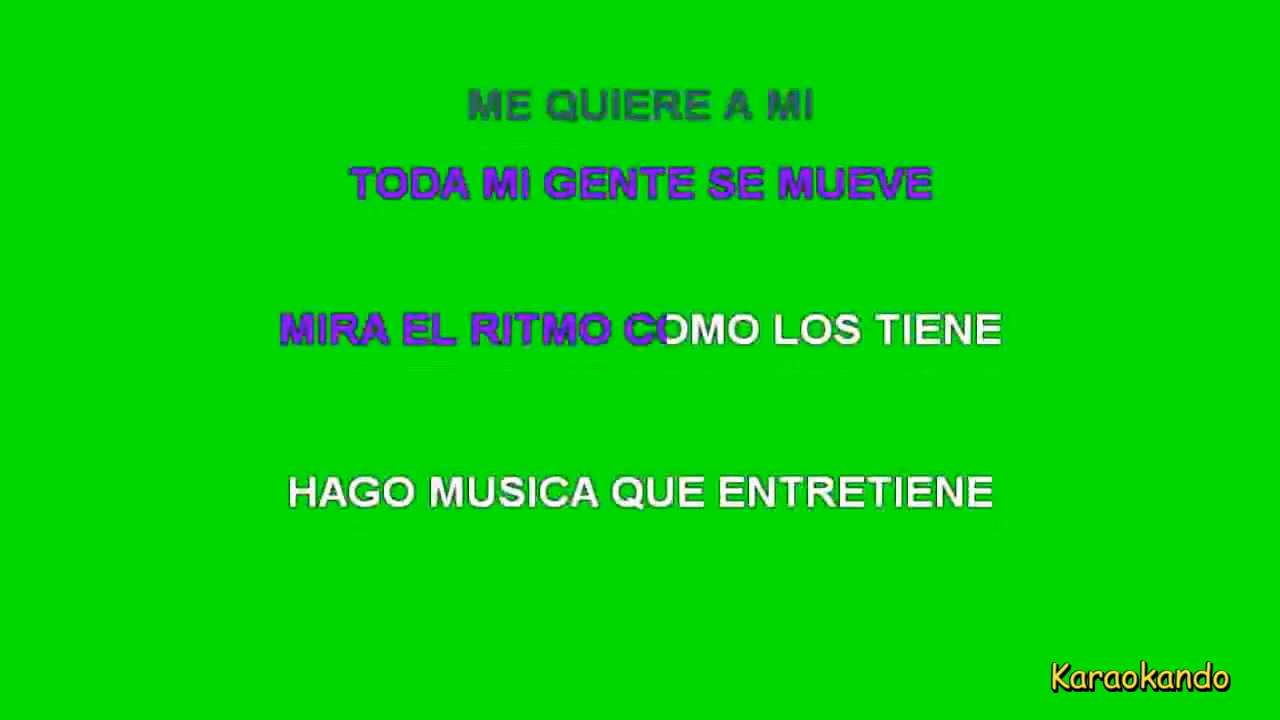 ME QUIERE A MI
TODA MI GENTE SE MUEVE
MIRA EL RITMO COMO LOS TIENE
HAGO MUSICA QUE ENTRETIENE
Karaokando